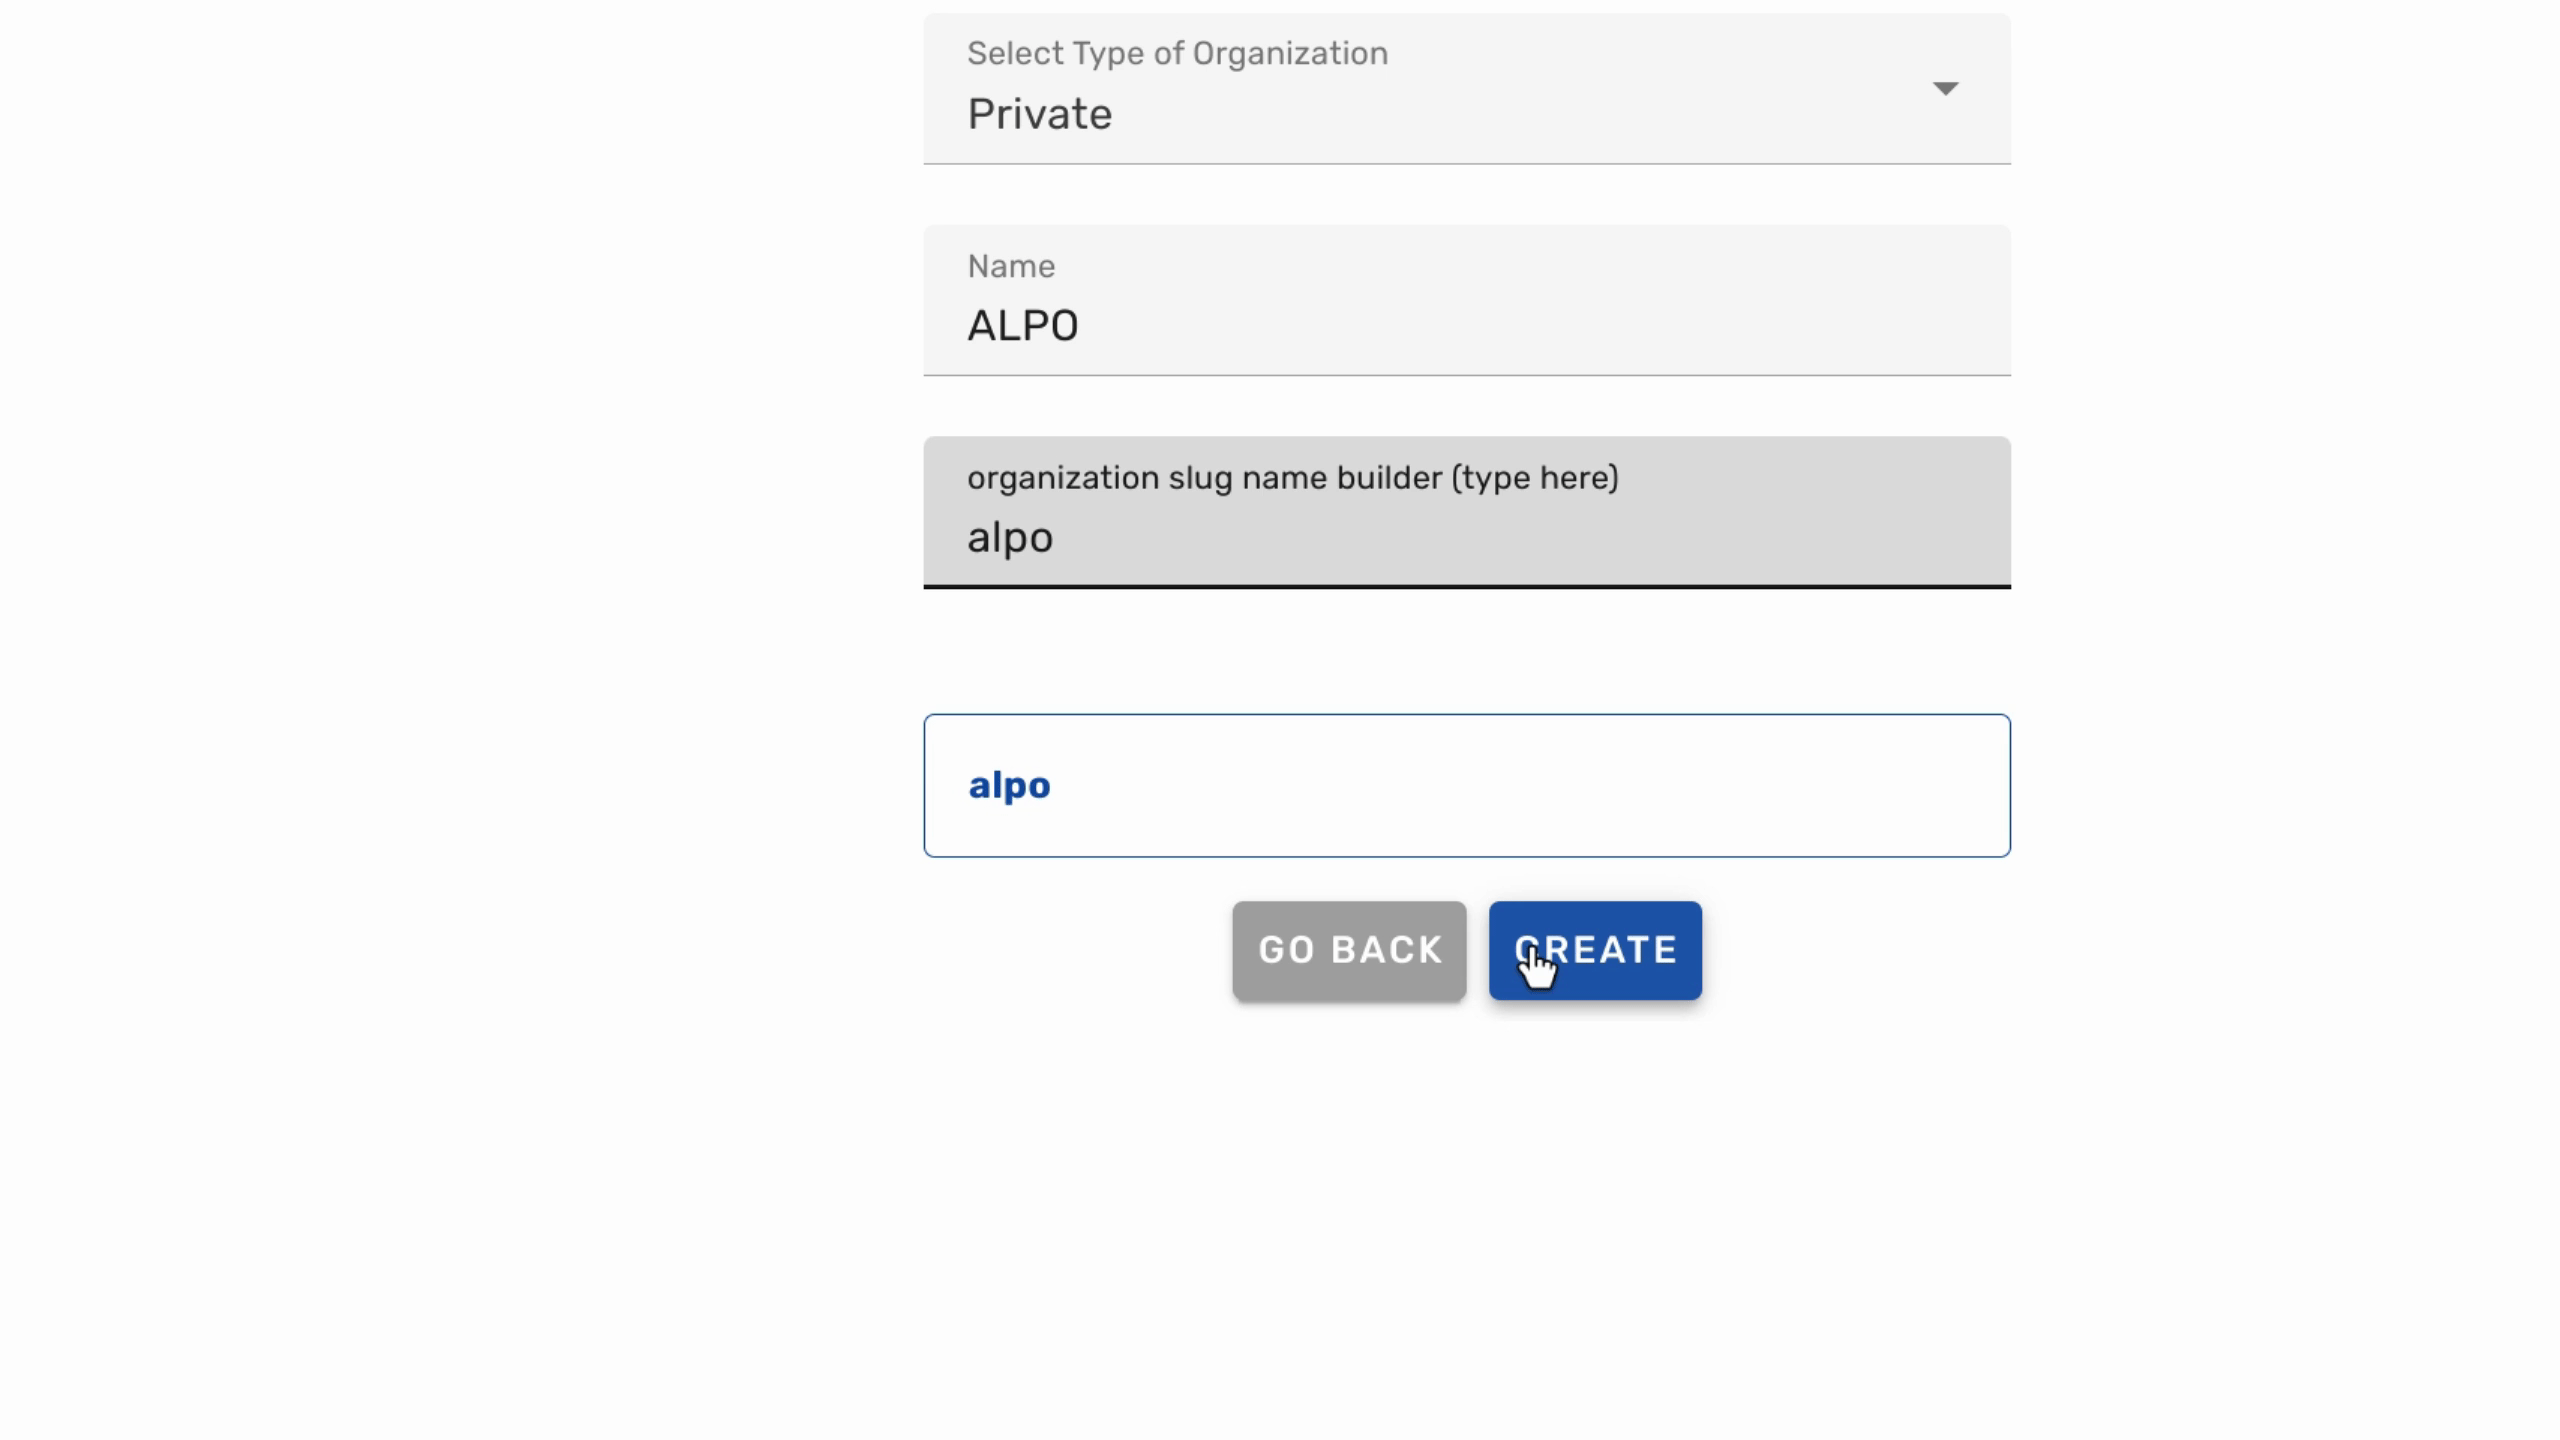 Select Type of Organization
Private
Name
ALPO
organization slug name builder (type here)
alpo
alpo
GO BACK
CREATE